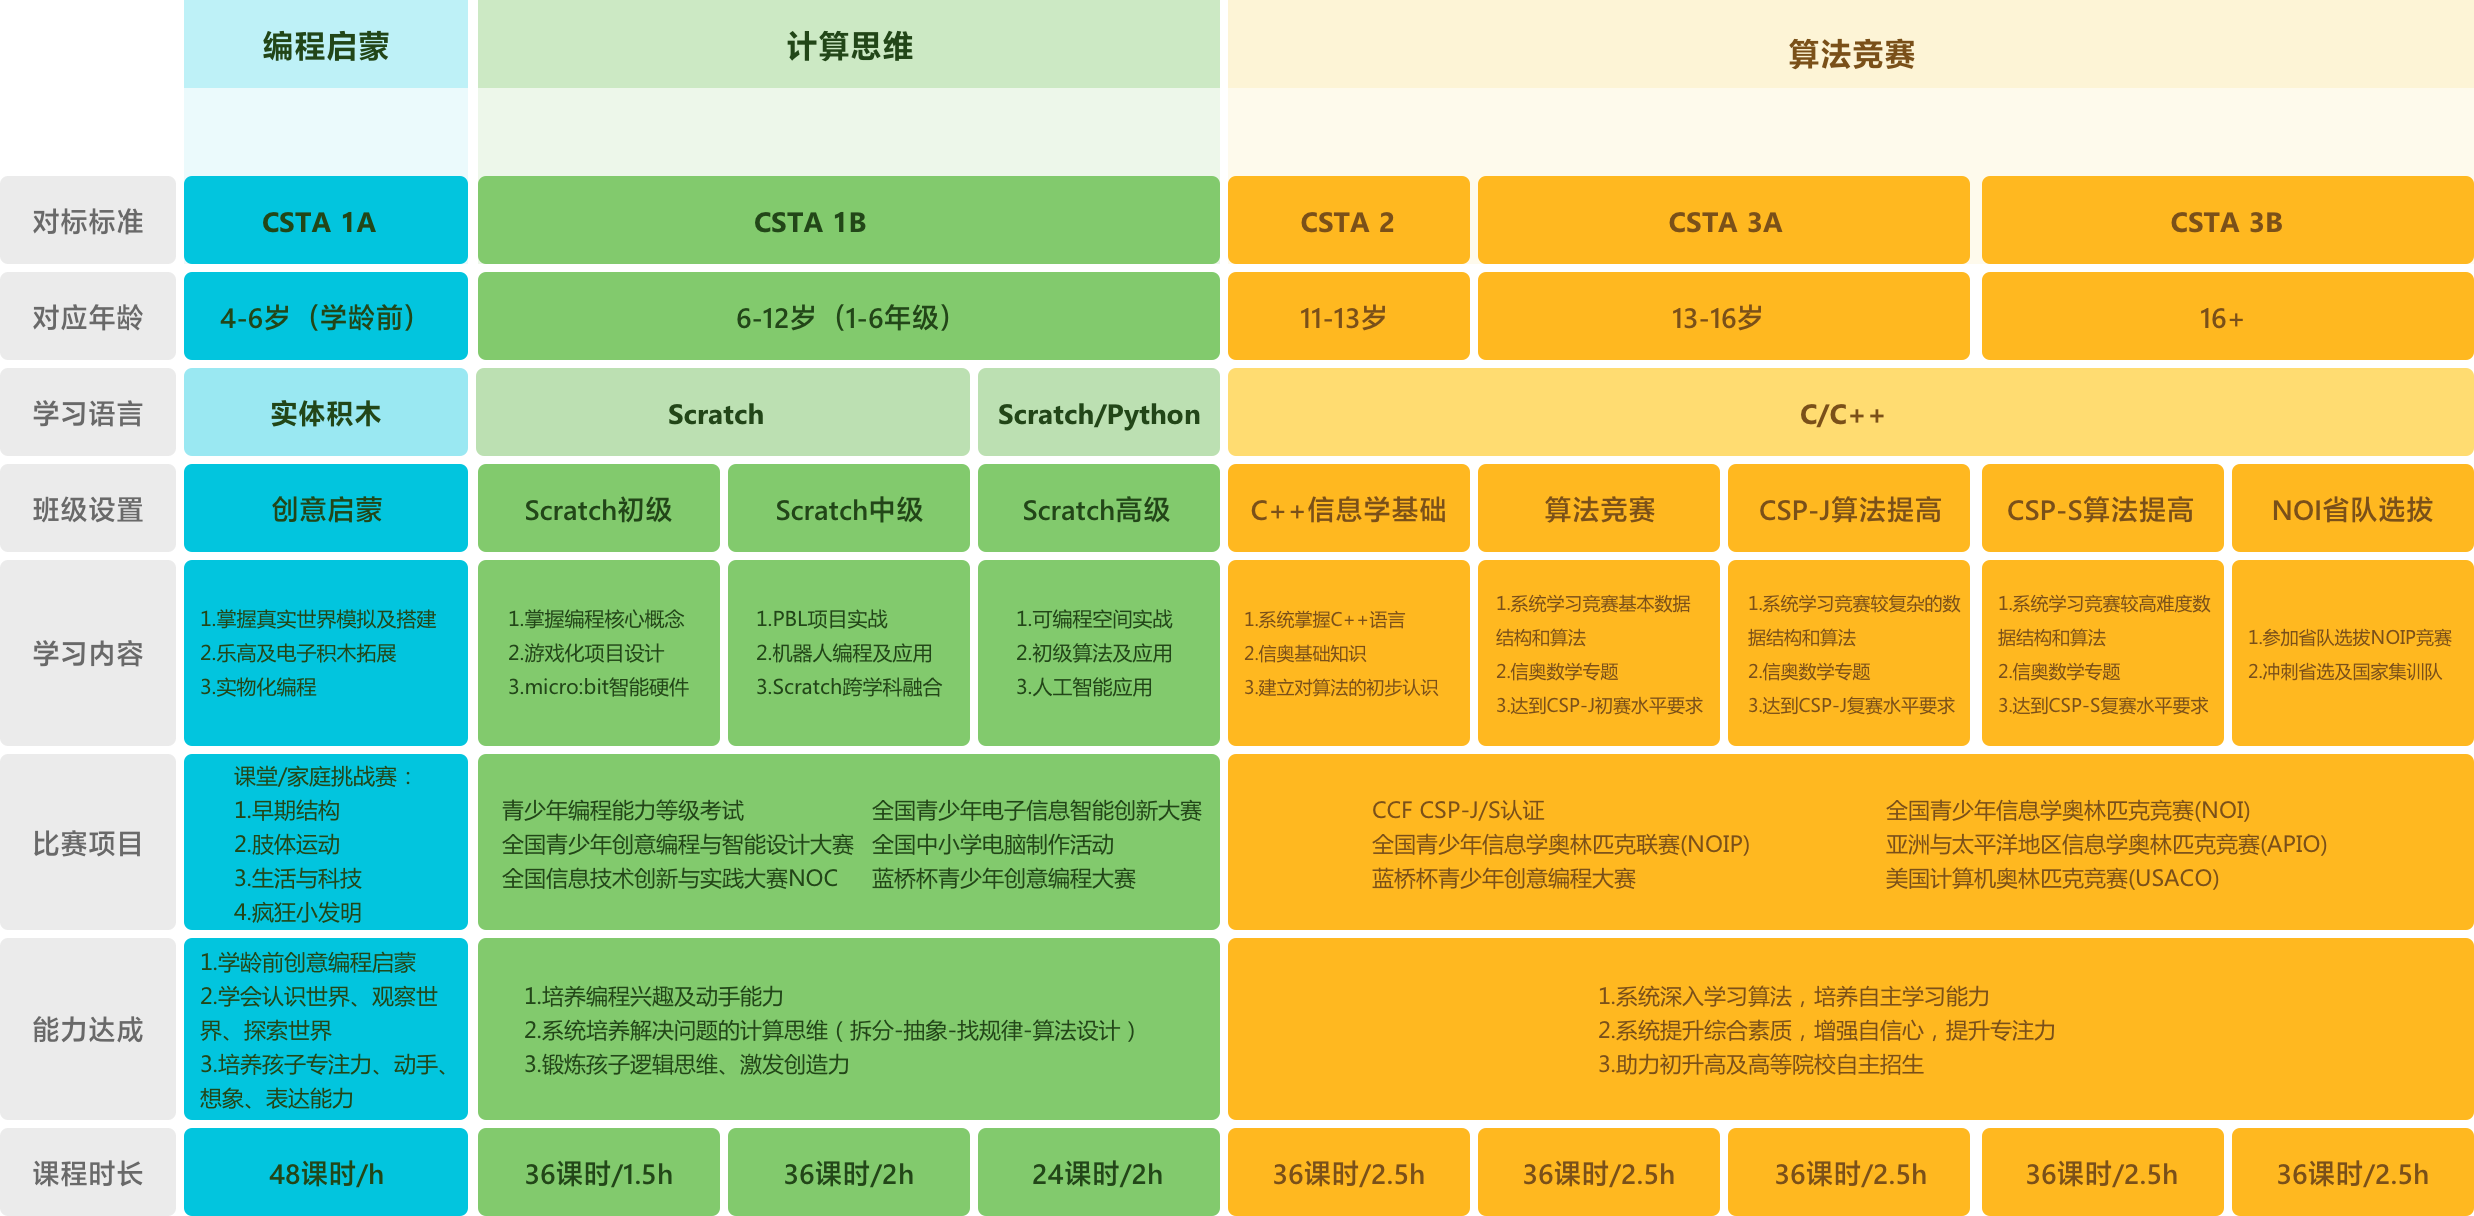 编程启蒙
计算思维
算法竞赛
对标标准
CSTA 1A
CSTA 1B
CSTA 2
CSTA 3A
CSTA 3B
对应年龄
4-6岁（学龄前）
6-12岁（1-6年级）
11-13岁
13-16岁
16+
学习语言
实体积木
Scratch
Scratch/Python
C/C++
班级设置
创意启蒙
Scratch初级
Scratch中级
Scratch高级
C++信息学基础
算法竞赛
CSP-J算法提高
CSP-S算法提高
NOI省队选拔
学习内容
1.掌握真实世界模拟及搭建
2.乐高及电子积木拓展
3.实物化编程
1.掌握编程核心概念
2.游戏化项目设计
3.micro:bit智能硬件
1.PBL项目实战
2.机器人编程及应用
3.Scratch跨学科融合
1.可编程空间实战
2.初级算法及应用
3.人工智能应用
1.系统掌握C++语言
2.信奥基础知识
3.建立对算法的初步认识
1.系统学习竞赛基本数据
结构和算法
2.信奥数学专题
3.达到CSP-J初赛水平要求
1.系统学习竞赛较复杂的数
据结构和算法
2.信奥数学专题
3.达到CSP-J复赛水平要求
1.系统学习竞赛较高难度数
据结构和算法
2.信奥数学专题
3.达到CSP-S复赛水平要求
1.参加省队选拔NOIP竞赛
2.冲刺省选及国家集训队
比赛项目
课堂/家庭挑战赛：
1.早期结构
2.肢体运动
3.生活与科技
4.疯狂小发明
青少年编程能力等级考试
全国青少年创意编程与智能设计大赛
全国信息技术创新与实践大赛NOC
全国青少年电子信息智能创新大赛
全国中小学电脑制作活动
蓝桥杯青少年创意编程大赛
CCF CSP-J/S认证
全国青少年信息学奥林匹克联赛(NOIP)
蓝桥杯青少年创意编程大赛
全国青少年信息学奥林匹克竞赛(NOI)
亚洲与太平洋地区信息学奥林匹克竞赛(APIO)
美国计算机奥林匹克竞赛(USACO)
能力达成
1.学龄前创意编程启蒙
2.学会认识世界、观察世
界、探索世界
3.培养孩子专注力、动手、
想象、表达能力
1.培养编程兴趣及动手能力
2.系统培养解决问题的计算思维（拆分-抽象-找规律-算法设计）
3.锻炼孩子逻辑思维、激发创造力
1.系统深入学习算法，培养自主学习能力
2.系统提升综合素质，增强自信心，提升专注力
3.助力初升高及高等院校自主招生
课程时长
48课时/h
36课时/1.5h
36课时/2h
24课时/2h
36课时/2.5h
36课时/2.5h
36课时/2.5h
36课时/2.5h
36课时/2.5h